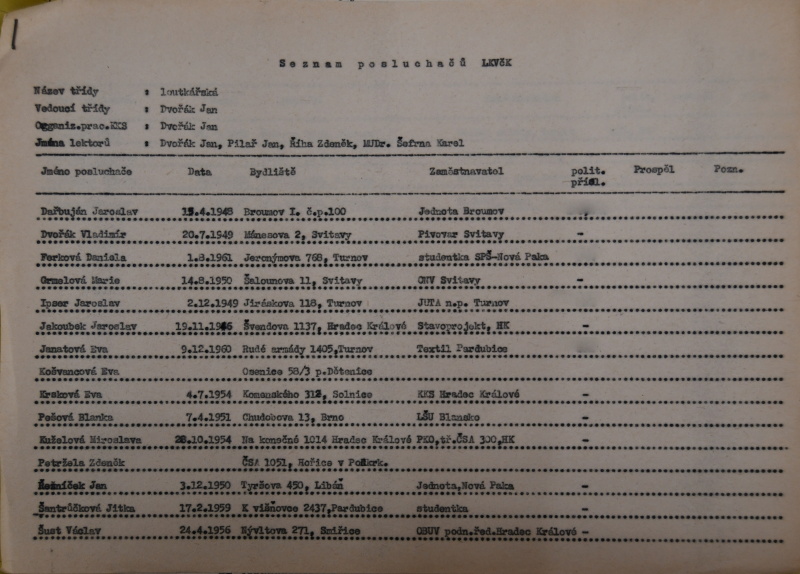 Seznam posluchačů LKVČK
Název třídy : loutkářská
Vedoucí třídy : Dvořák Jan
Organiz.prac.KKS : Dvořák Jan
Jména lektorů : Dvořák Jan, Pilař Jan, Říha Zdeněk, MUDr. Šefrna Karel
Jméno posluchače Data Bydliště Zaměstnavatel polit. přísl. Prospěl Pozn.
Dařbuján Jaroslav 15.4.1948 Broumov I. č.p.100 Jednota Broumov
Dvořák Vladimír 20.7.1949 Mánesova 2, Svitavy Pivovar Svitavy -
Ferková Daniela 1.8.1961 Jeronýmova 768, Turnov studentka SPŠ-Nová Paka
Grmelová Marie 14.8.1950 Šalounova 11, Svitavy ONV Svitavy -
Ipser Jaroslav 2.12.1949 Jiráskova 118, Turnov JUTA n.p. Turnov
Jakoubek Jaroslav 19.11.1946 Švendova 1137, Hradec Králové Stavoprojekt, HK -
Janatová Eva 9.12.1960 Rudé armády 1405,Turnov Textil Pardubice
Kočvancová Eva Osenice 58/3 p.Dětenice
Krsková Eva 4.7.1954 Komenského 312, Solnice KKS Hradec Králové -
Pešová Blanka 7.4.1951 Chudobova 13, Brno LŠU Blansko -
Kuželová Miroslava 28.10.1954 Na konečné 1014 Hradec Králové PKO,tř.ČSA 300,HK -
Petržela Zdeněk ČSA 1051, Hořice v Podkrk.
Řezníček Jan 3.12.1950 Tyršova 450, Libáň Jednota,Nová Paka -
Šantrůčková Jitka 17.2.1959 K višňovce 2437,Pardubice studentka -
Šust Václav 24.4.1956 Nývltova 271, Smiřice OBUV podn.řed.Hradec Králové -